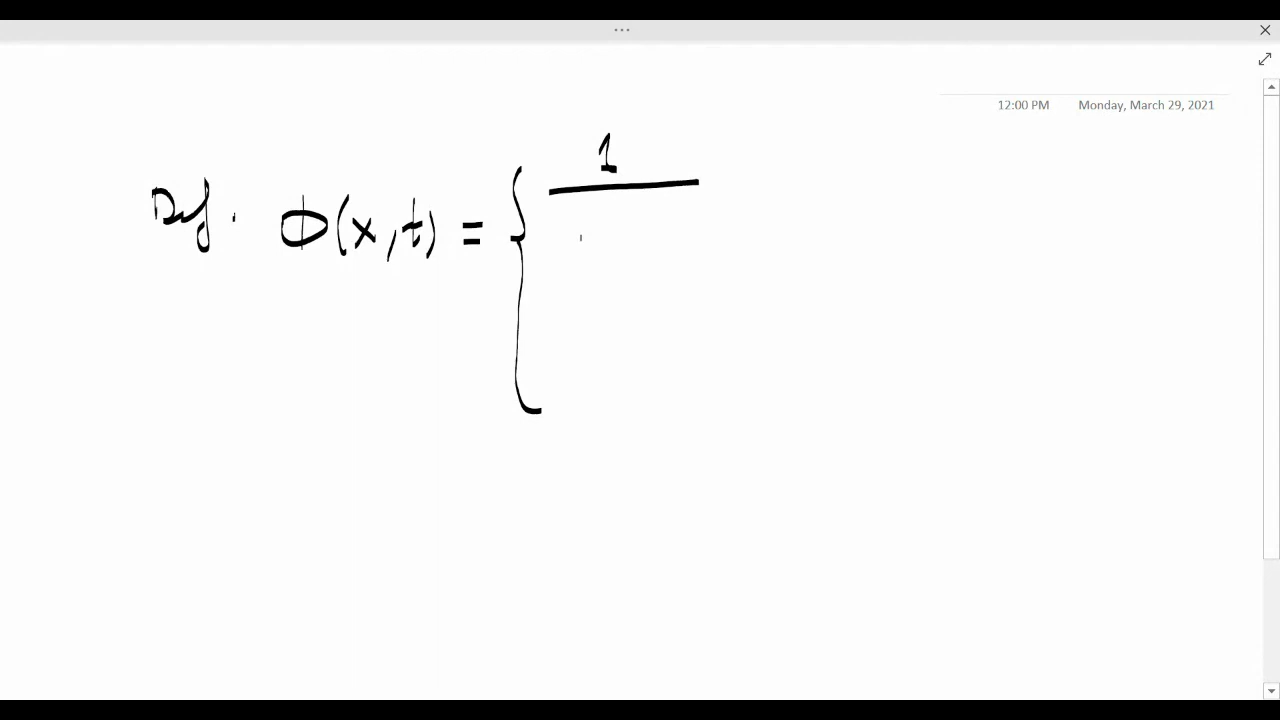 12:00 PM Monday, March 29, 2021
1
Def. Φ(x,t) = {